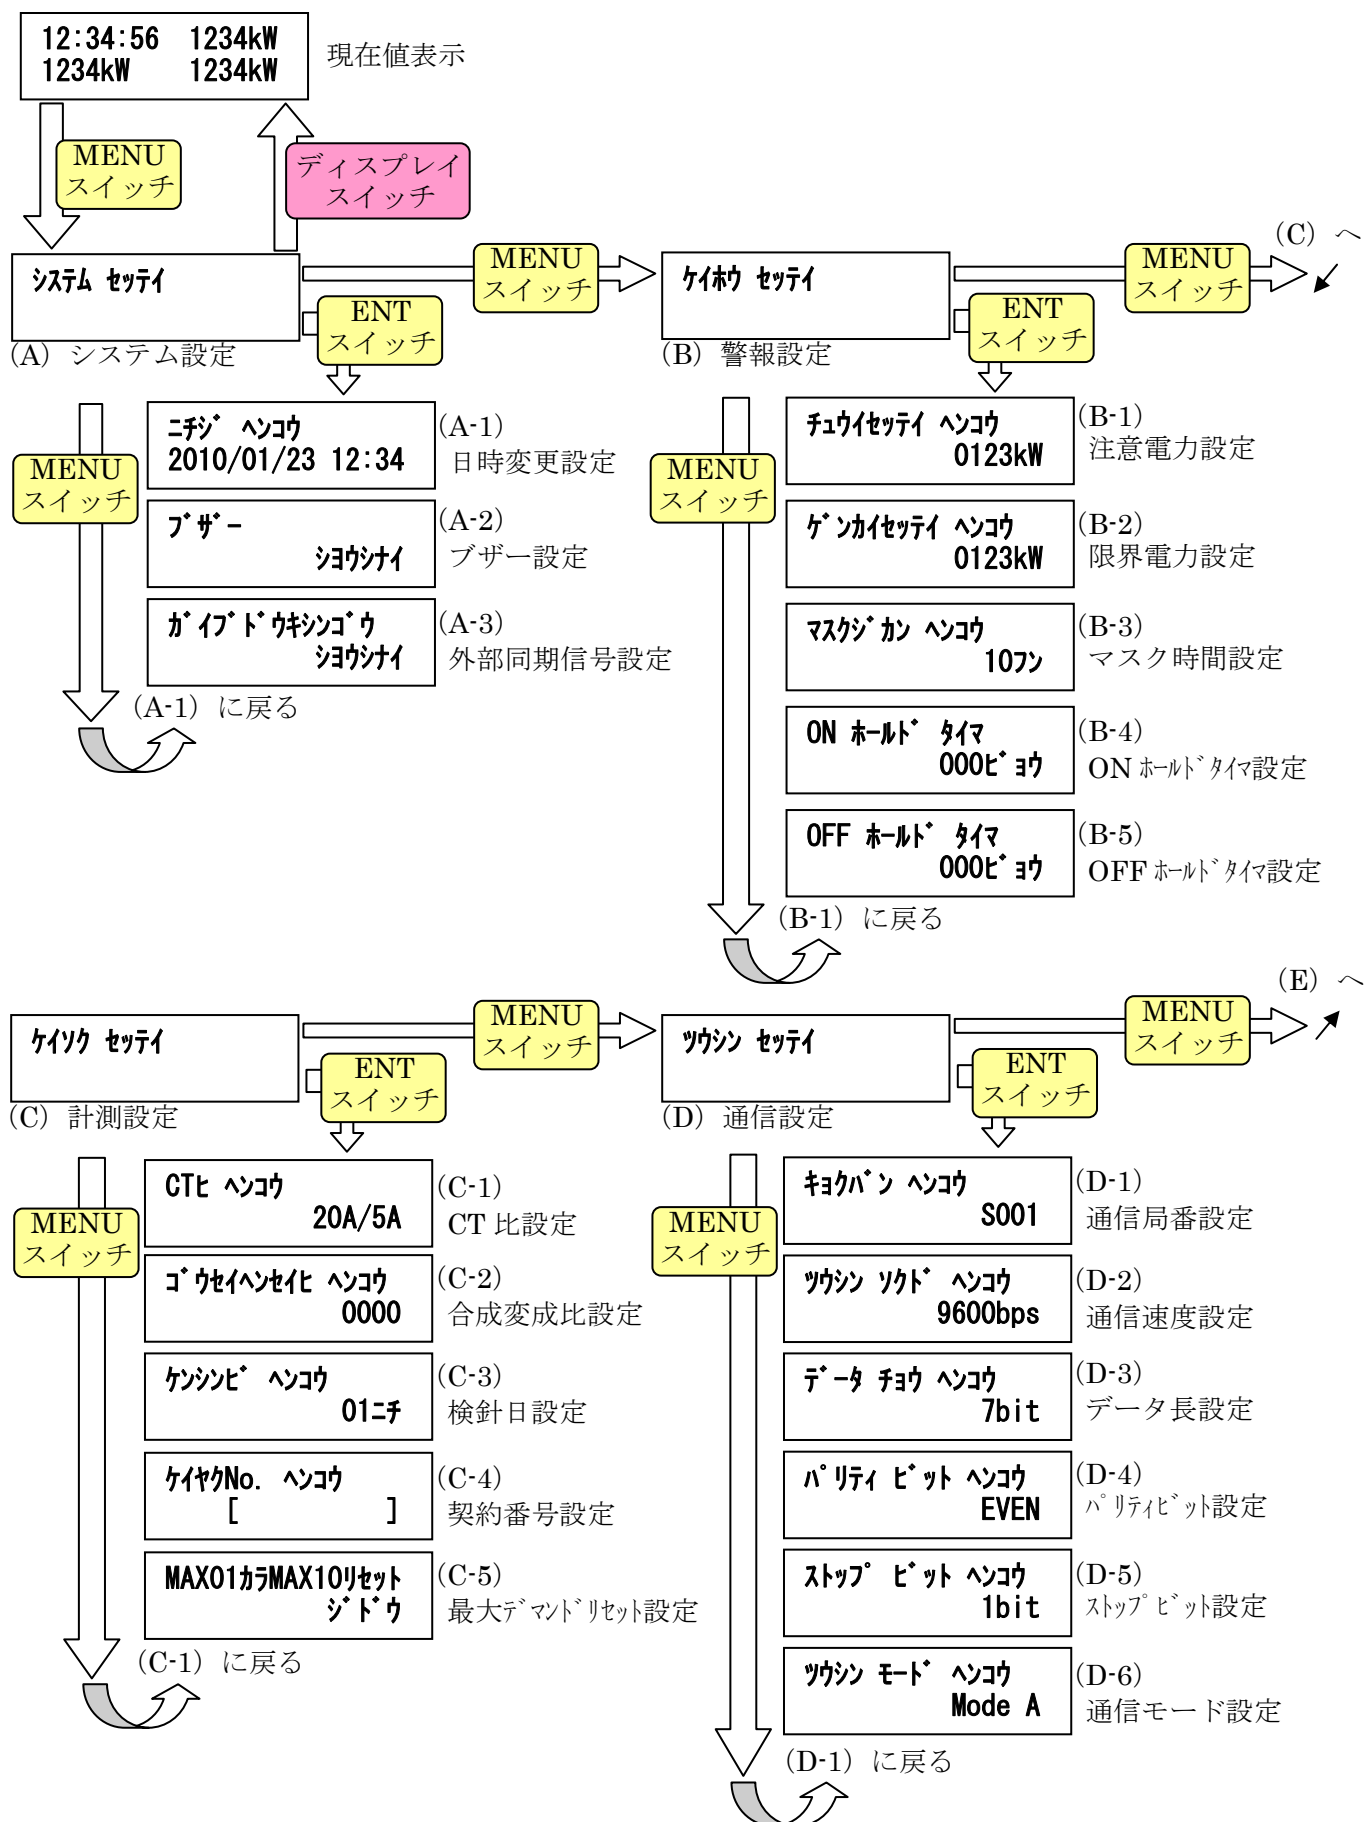 12:34:56 1234kW
1234kW 1234kW
現在値表示
MENU
スイッチ
ディスプレイ
スイッチ
(C) へ
ｼｽﾃﾑ ｾｯﾃｲ
MENU
スイッチ
ENT
スイッチ
(A) システム設定
ｹｲﾎｳ ｾｯﾃｲ
MENU
スイッチ
ENT
スイッチ
(B) 警報設定
MENU
スイッチ
ﾆﾁｼﾞ ﾍﾝｺｳ
2010/01/23 12:34
(A-1)
日時変更設定
ﾌﾞｻﾞｰ
ｼﾖｳｼﾅｲ
(A-2)
ブザー設定
ｶﾞｲﾌﾞﾄﾞｳｷｼﾝｺﾞｳ
ｼﾖｳｼﾅｲ
(A-3)
外部同期信号設定
(A-1) に戻る
MENU
スイッチ
ﾁｭｳｲｾｯﾃｲ ﾍﾝｺｳ
0123kW
(B-1)
注意電力設定
ｹﾞﾝｶｲｾｯﾃｲ ﾍﾝｺｳ
0123kW
(B-2)
限界電力設定
ﾏｽｸｼﾞｶﾝ ﾍﾝｺｳ
10ﾌﾝ
(B-3)
マスク時間設定
ON ﾎｰﾙﾄﾞ ﾀｲﾏ
000ﾋﾞｮｳ
(B-4)
ON ﾎｰﾙﾄﾞﾀｲﾏ設定
OFF ﾎｰﾙﾄﾞ ﾀｲﾏ
000ﾋﾞｮｳ
(B-5)
OFF ﾎｰﾙﾄﾞﾀｲﾏ設定
(B-1) に戻る
(E) へ
ｹｲｿｸ ｾｯﾃｲ
MENU
スイッチ
ENT
スイッチ
(C) 計測設定
ﾂｳｼﾝ ｾｯﾃｲ
MENU
スイッチ
ENT
スイッチ
(D) 通信設定
MENU
スイッチ
CTﾋ ﾍﾝｺｳ
20A/5A
(C-1)
CT 比設定
ｺﾞｳｾｲﾍﾝｾｲﾋ ﾍﾝｺｳ
0000
(C-2)
合成変成比設定
ｹﾝｼﾝﾋﾞ ﾍﾝｺｳ
01ﾆﾁ
(C-3)
検針日設定
ｹｲﾔｸNo. ﾍﾝｺｳ
[ ]
(C-4)
契約番号設定
MAX01ｶﾗMAX10ﾘｾｯﾄ
ｼﾞﾄﾞｳ
(C-5)
最大ﾃﾞﾏﾝﾄﾞﾘｾｯﾄ設定
(C-1) に戻る
MENU
スイッチ
ｷｮｸﾊﾞﾝ ﾍﾝｺｳ
S001
(D-1)
通信局番設定
ﾂｳｼﾝ ｿｸﾄﾞ ﾍﾝｺｳ
9600bps
(D-2)
通信速度設定
ﾃﾞｰﾀ ﾁｮｳ ﾍﾝｺｳ
7bit
(D-3)
データ長設定
ﾊﾟﾘﾃｨ ﾋﾞｯﾄ ﾍﾝｺｳ
EVEN
(D-4)
ﾊﾟﾘﾃｨﾋﾞｯﾄ設定
ｽﾄｯﾌﾟ ﾋﾞｯﾄ ﾍﾝｺｳ
1bit
(D-5)
ｽﾄｯﾌﾟﾋﾞｯﾄ設定
ﾂｳｼﾝ ﾓｰﾄﾞ ﾍﾝｺｳ
Mode A
(D-6)
通信モード設定
(D-1) に戻る